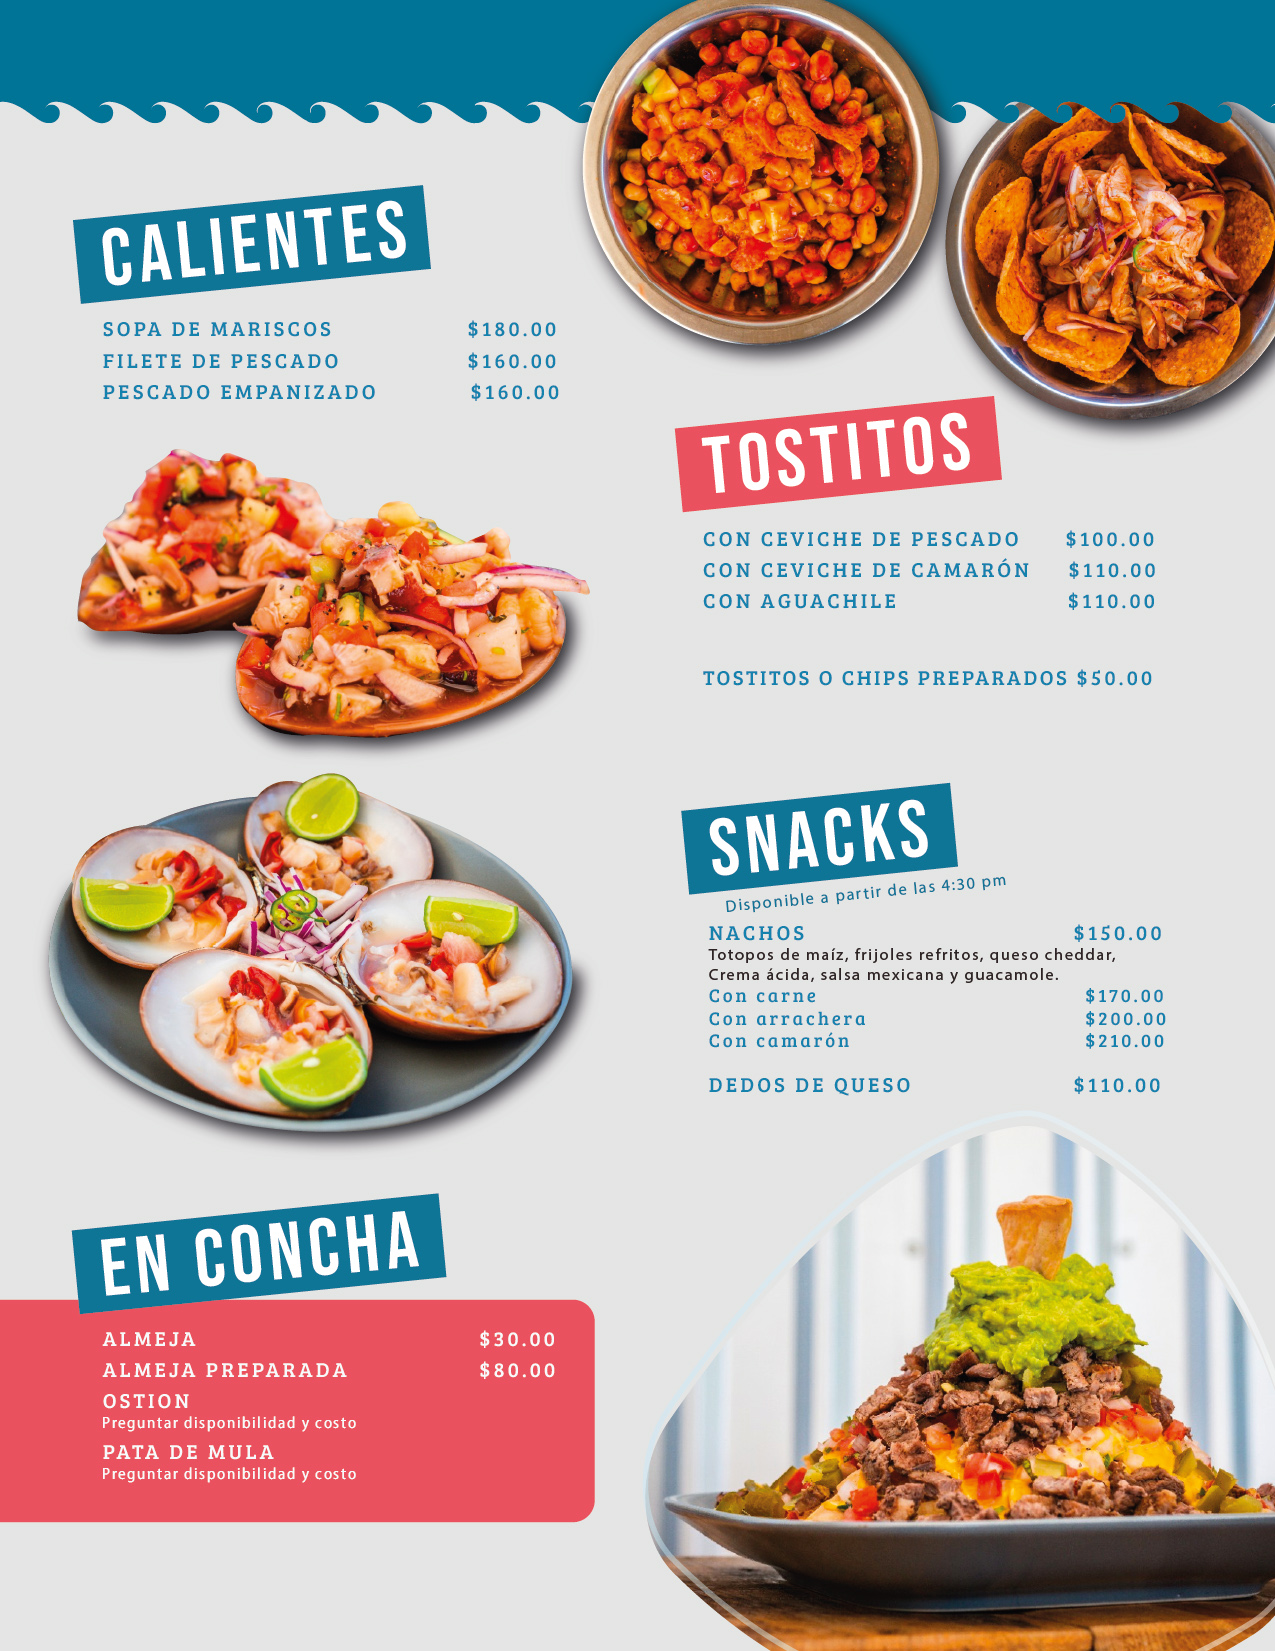 CALIENTES
SOPA DE MARISCOS $180.00
FILETE DE PESCADO $160.00
PESCADO EMPANIZADO $160.00
TOSTITOS
CON CEVICHE DE PESCADO $100.00
CON CEVICHE DE CAMARÓN $110.00
CON AGUACHILE $110.00
TOSTITOS O CHIPS PREPARADOS $50.00
SNACKS
Disponible a partir de las 4:30 pm
NACHOS $150.00
Totopos de maíz, frijoles refritos, queso cheddar,
Crema ácida, salsa mexicana y guacamole.
Con carne $170.00
Con arrachera $200.00
Con camarón $210.00
DEDOS DE QUESO $110.00
EN CONCHA
ALMEJA $30.00
ALMEJA PREPARADA $80.00
OSTION
Preguntar disponibilidad y costo
PATA DE MULA
Preguntar disponibilidad y costo